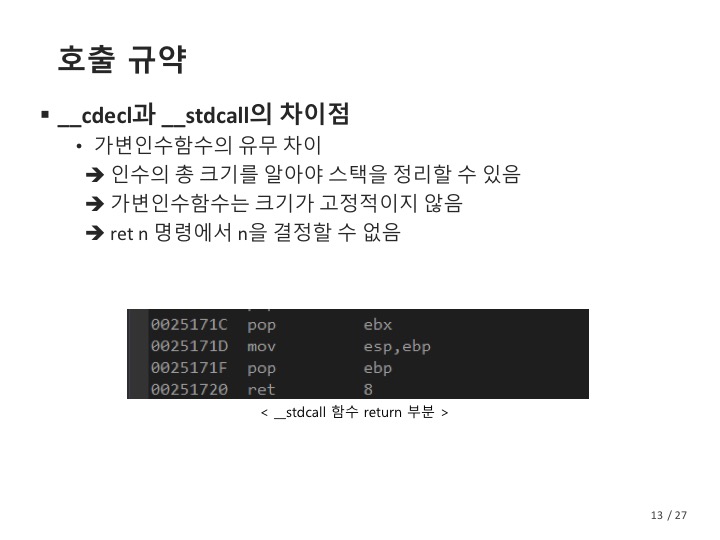 호출 규약
▪ __cdecl과 __stdcall의 차이점
• 가변인수함수의 유무 차이
➔ 인수의 총 크기를 알아야 스택을 정리할 수 있음
➔ 가변인수함수는 크기가 고정적이지 않음
➔ ret n 명령에서 n을 결정할 수 없음
0025171C pop ebx
0025171D mov esp,ebp
0025171F pop ebp
00251720 ret 8
< __stdcall 함수 return 부분 >
13 / 27